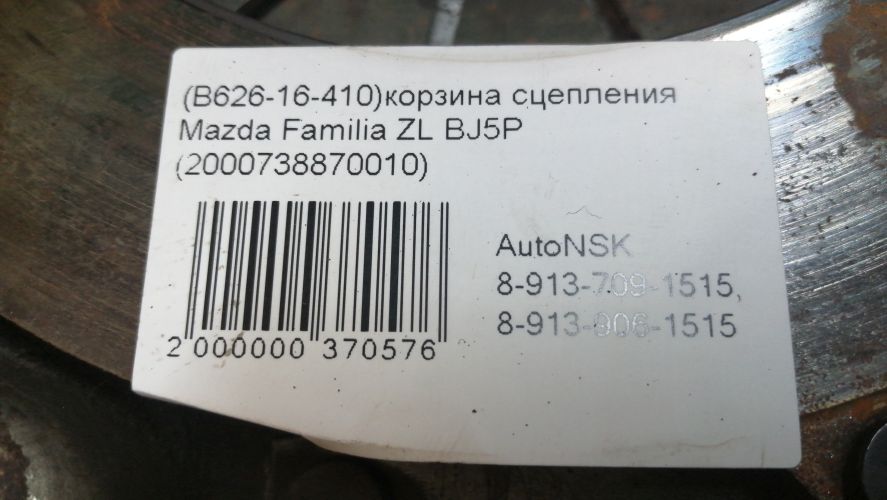 (B626-16-410)корзина сцепления
Mazda Familia ZL BJ5P
(2000738870010)
AutoNSK
8-913-709-1515,
8-913-906-1515
2 000000 370576